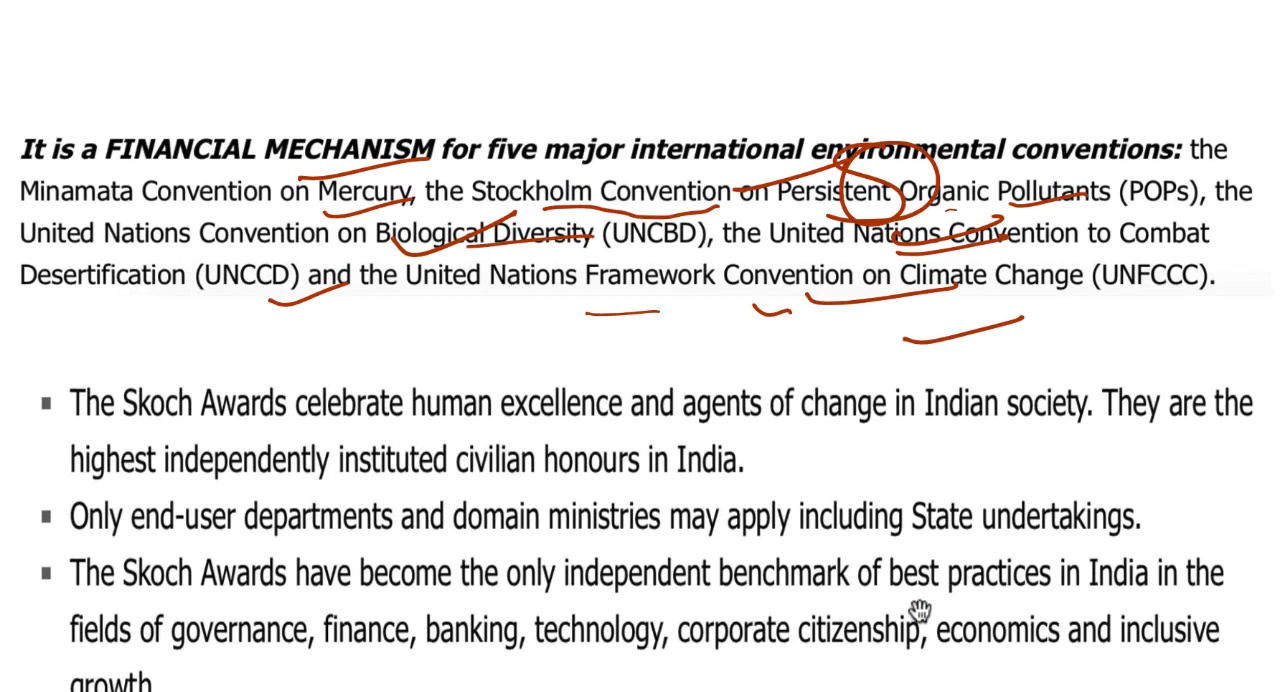 It is a FINANCIAL MECHANISM for five major international environmental conventions: the
Minamata Convention on Mercury, the Stockholm Convention on Persistent Organic Pollutants (POPs), the
United Nations Convention on Biological Diversity (UNCBD), the United Nations Convention to Combat
Desertification (UNCCD) and the United Nations Framework Convention on Climate Change (UNFCCC).
▪ The Skoch Awards celebrate human excellence and agents of change in Indian society. They are the
highest independently instituted civilian honours in India.
▪ Only end-user departments and domain ministries may apply including State undertakings.
▪ The Skoch Awards have become the only independent benchmark of best practices in India in the
fields of governance, finance, banking, technology, corporate citizenship, economics and inclusive
growth